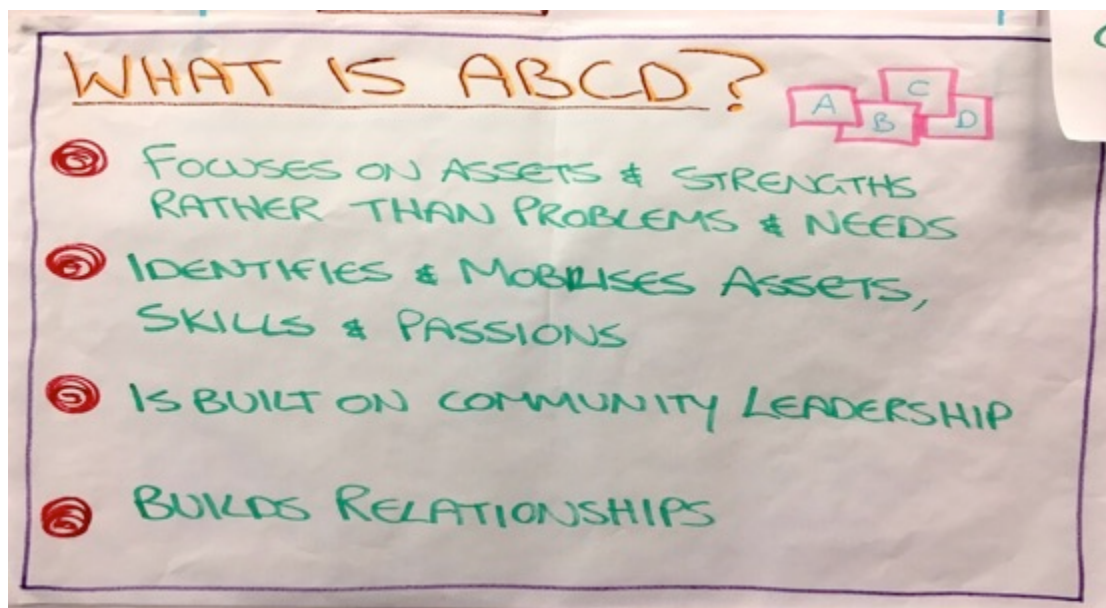 WHAT IS ABCD?
A B C D
FOCUSES ON ASSETS & STRENGTHS
RATHER THAN PROBLEMS & NEEDS
IDENTIFIES & MOBILISES ASSETS,
SKILLS & PASSIONS
IS BUILT ON COMMUNITY LEADERSHIP
BUILDS RELATIONSHIPS